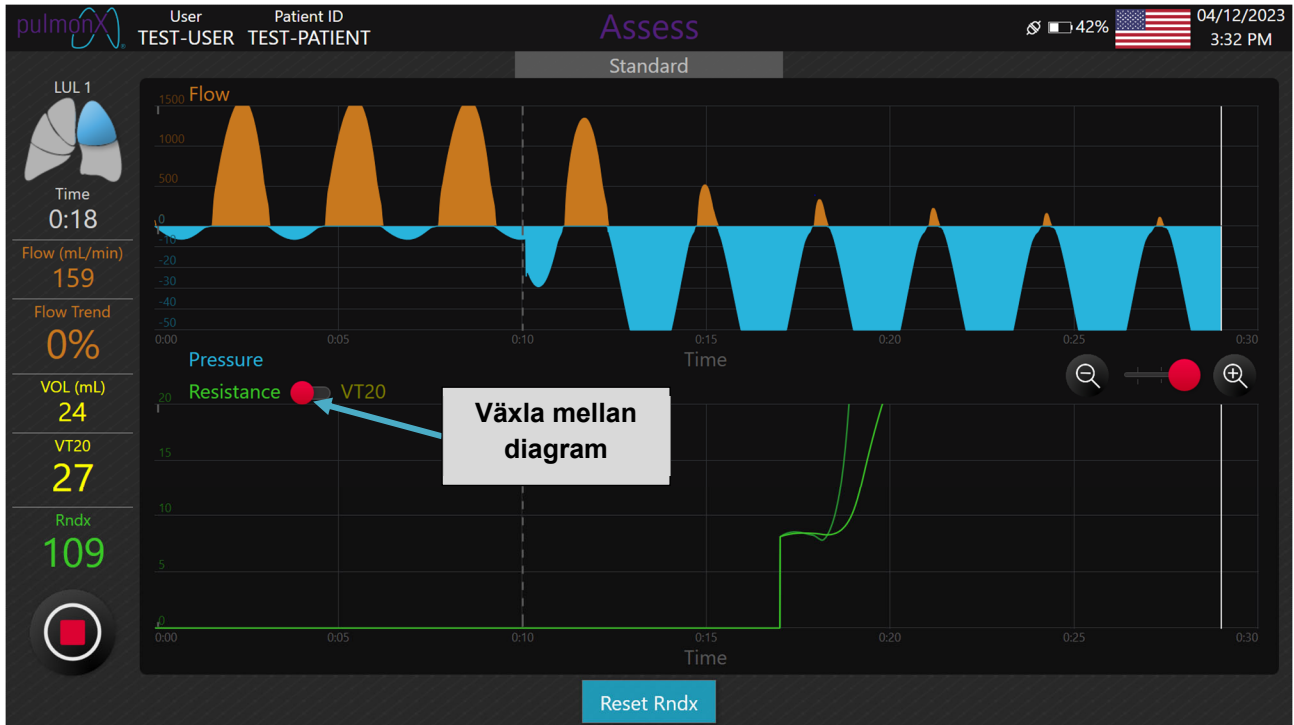 pulmonX
User Patient ID
TEST-USER TEST-PATIENT
Assess
42%
04/12/2023
3:32 PM
Standard
LUL 1
Time
0:18
Flow (mL/min)
159
Flow Trend
0%
VOL (mL)
24
VT20
27
Rndx
109
Flow
1500
1000
500
0
-10
-20
-30
-40
-50
0:00 0:05 0:10 0:15 0:20 0:25 0:30
Time
Pressure
Resistance VT20
Växla mellan
diagram
20
15
10
5
0
0:00 0:05 0:10 0:15 0:20 0:25 0:30
Time
Reset Rndx